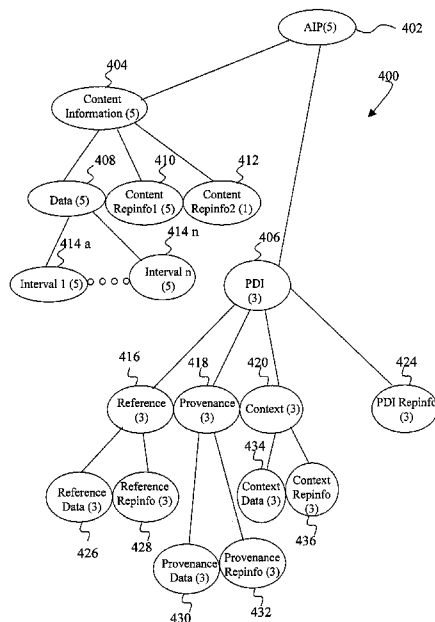 AIP(5)
402
404
400
Content
Information (5)
408
410
412
Data (5)
Content
Repinfo1 (5)
Content
Repinfo2 (1)
414 a
414 n
406
Interval 1 (5)
Interval n
(5)
PDI
(3)
416
418
420
424
Reference
(3)
Provenance
(3)
Context (3)
PDI Repinfo
(3)
434
Reference
Data (3)
Reference
Repinfo (3)
Context
Data (3)
Context
Repinfo
(3)
426
428
436
Provenance
Data (3)
Provenance
Repinfo (3)
430
432